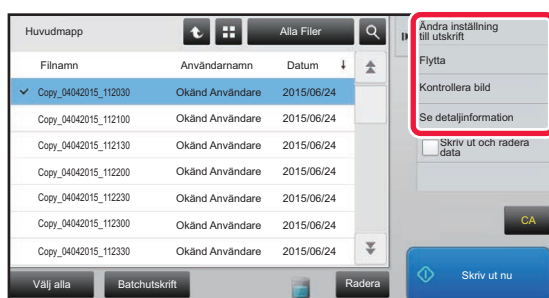 Huvudmapp
Alla Filer
Filnamn Användarnamn Datum
Copy_04042015_112030 Okänd Användare 2015/06/24
Copy_04042015_112100 Okänd Användare 2015/06/24
Copy_04042015_112130 Okänd Användare 2015/06/24
Copy_04042015_112200 Okänd Användare 2015/06/24
Copy_04042015_112230 Okänd Användare 2015/06/24
Copy_04042015_112300 Okänd Användare 2015/06/24
Copy_04042015_112330 Okänd Användare 2015/06/24
Välj alla
Batchutskrift
Radera
Ändra inställning
till utskrift
Flytta
Kontrollera bild
Se detaljinformation
Skriv ut och radera
data
CA
Skriv ut nu